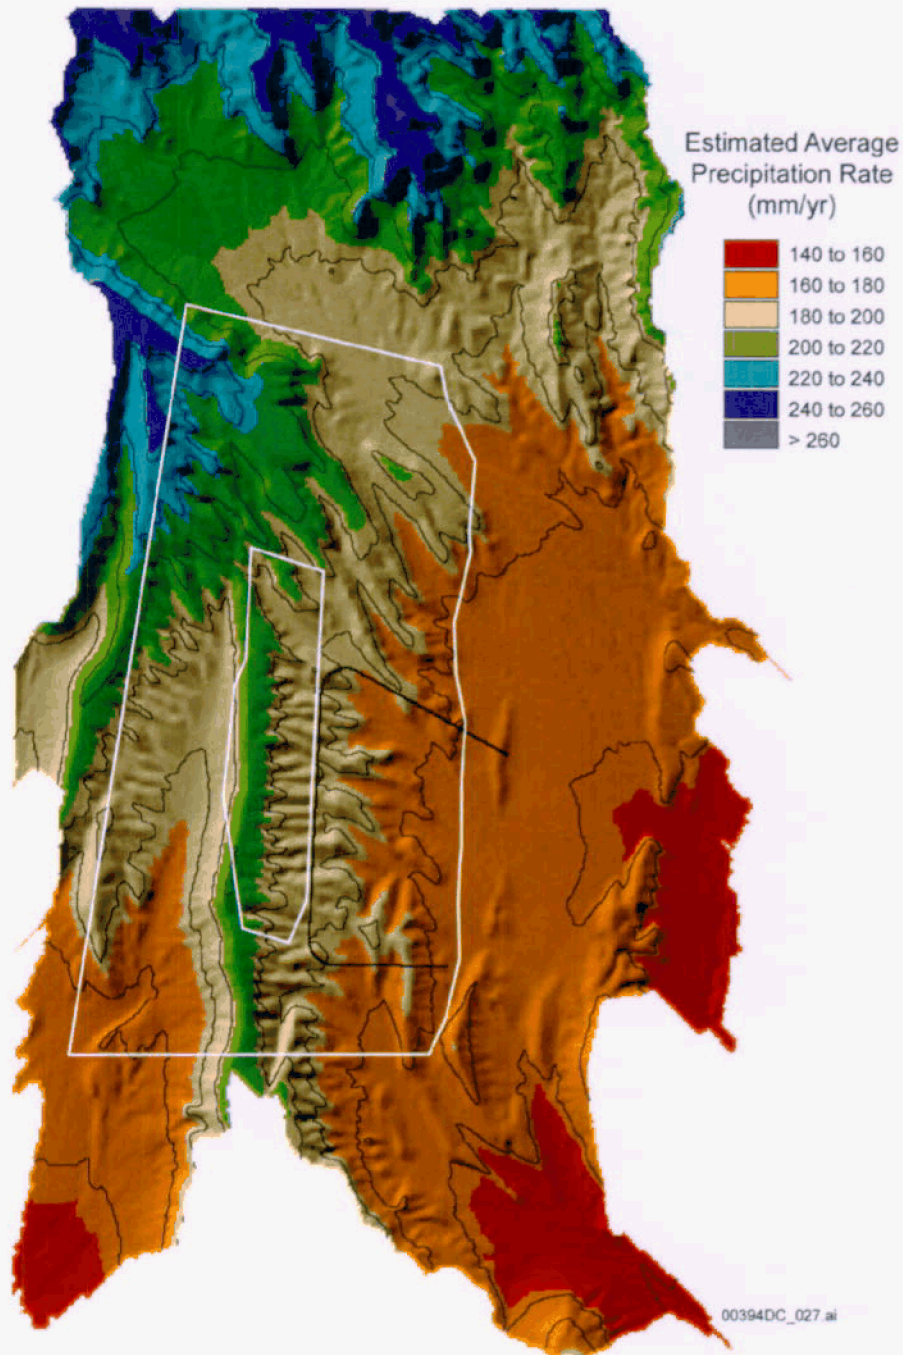 Estimated Average
Precipitation Rate
(mm/yr)
140 to 160
160 to 180
180 to 200
200 to 220
220 to 240
240 to 260
> 260
00394DC_027.ai